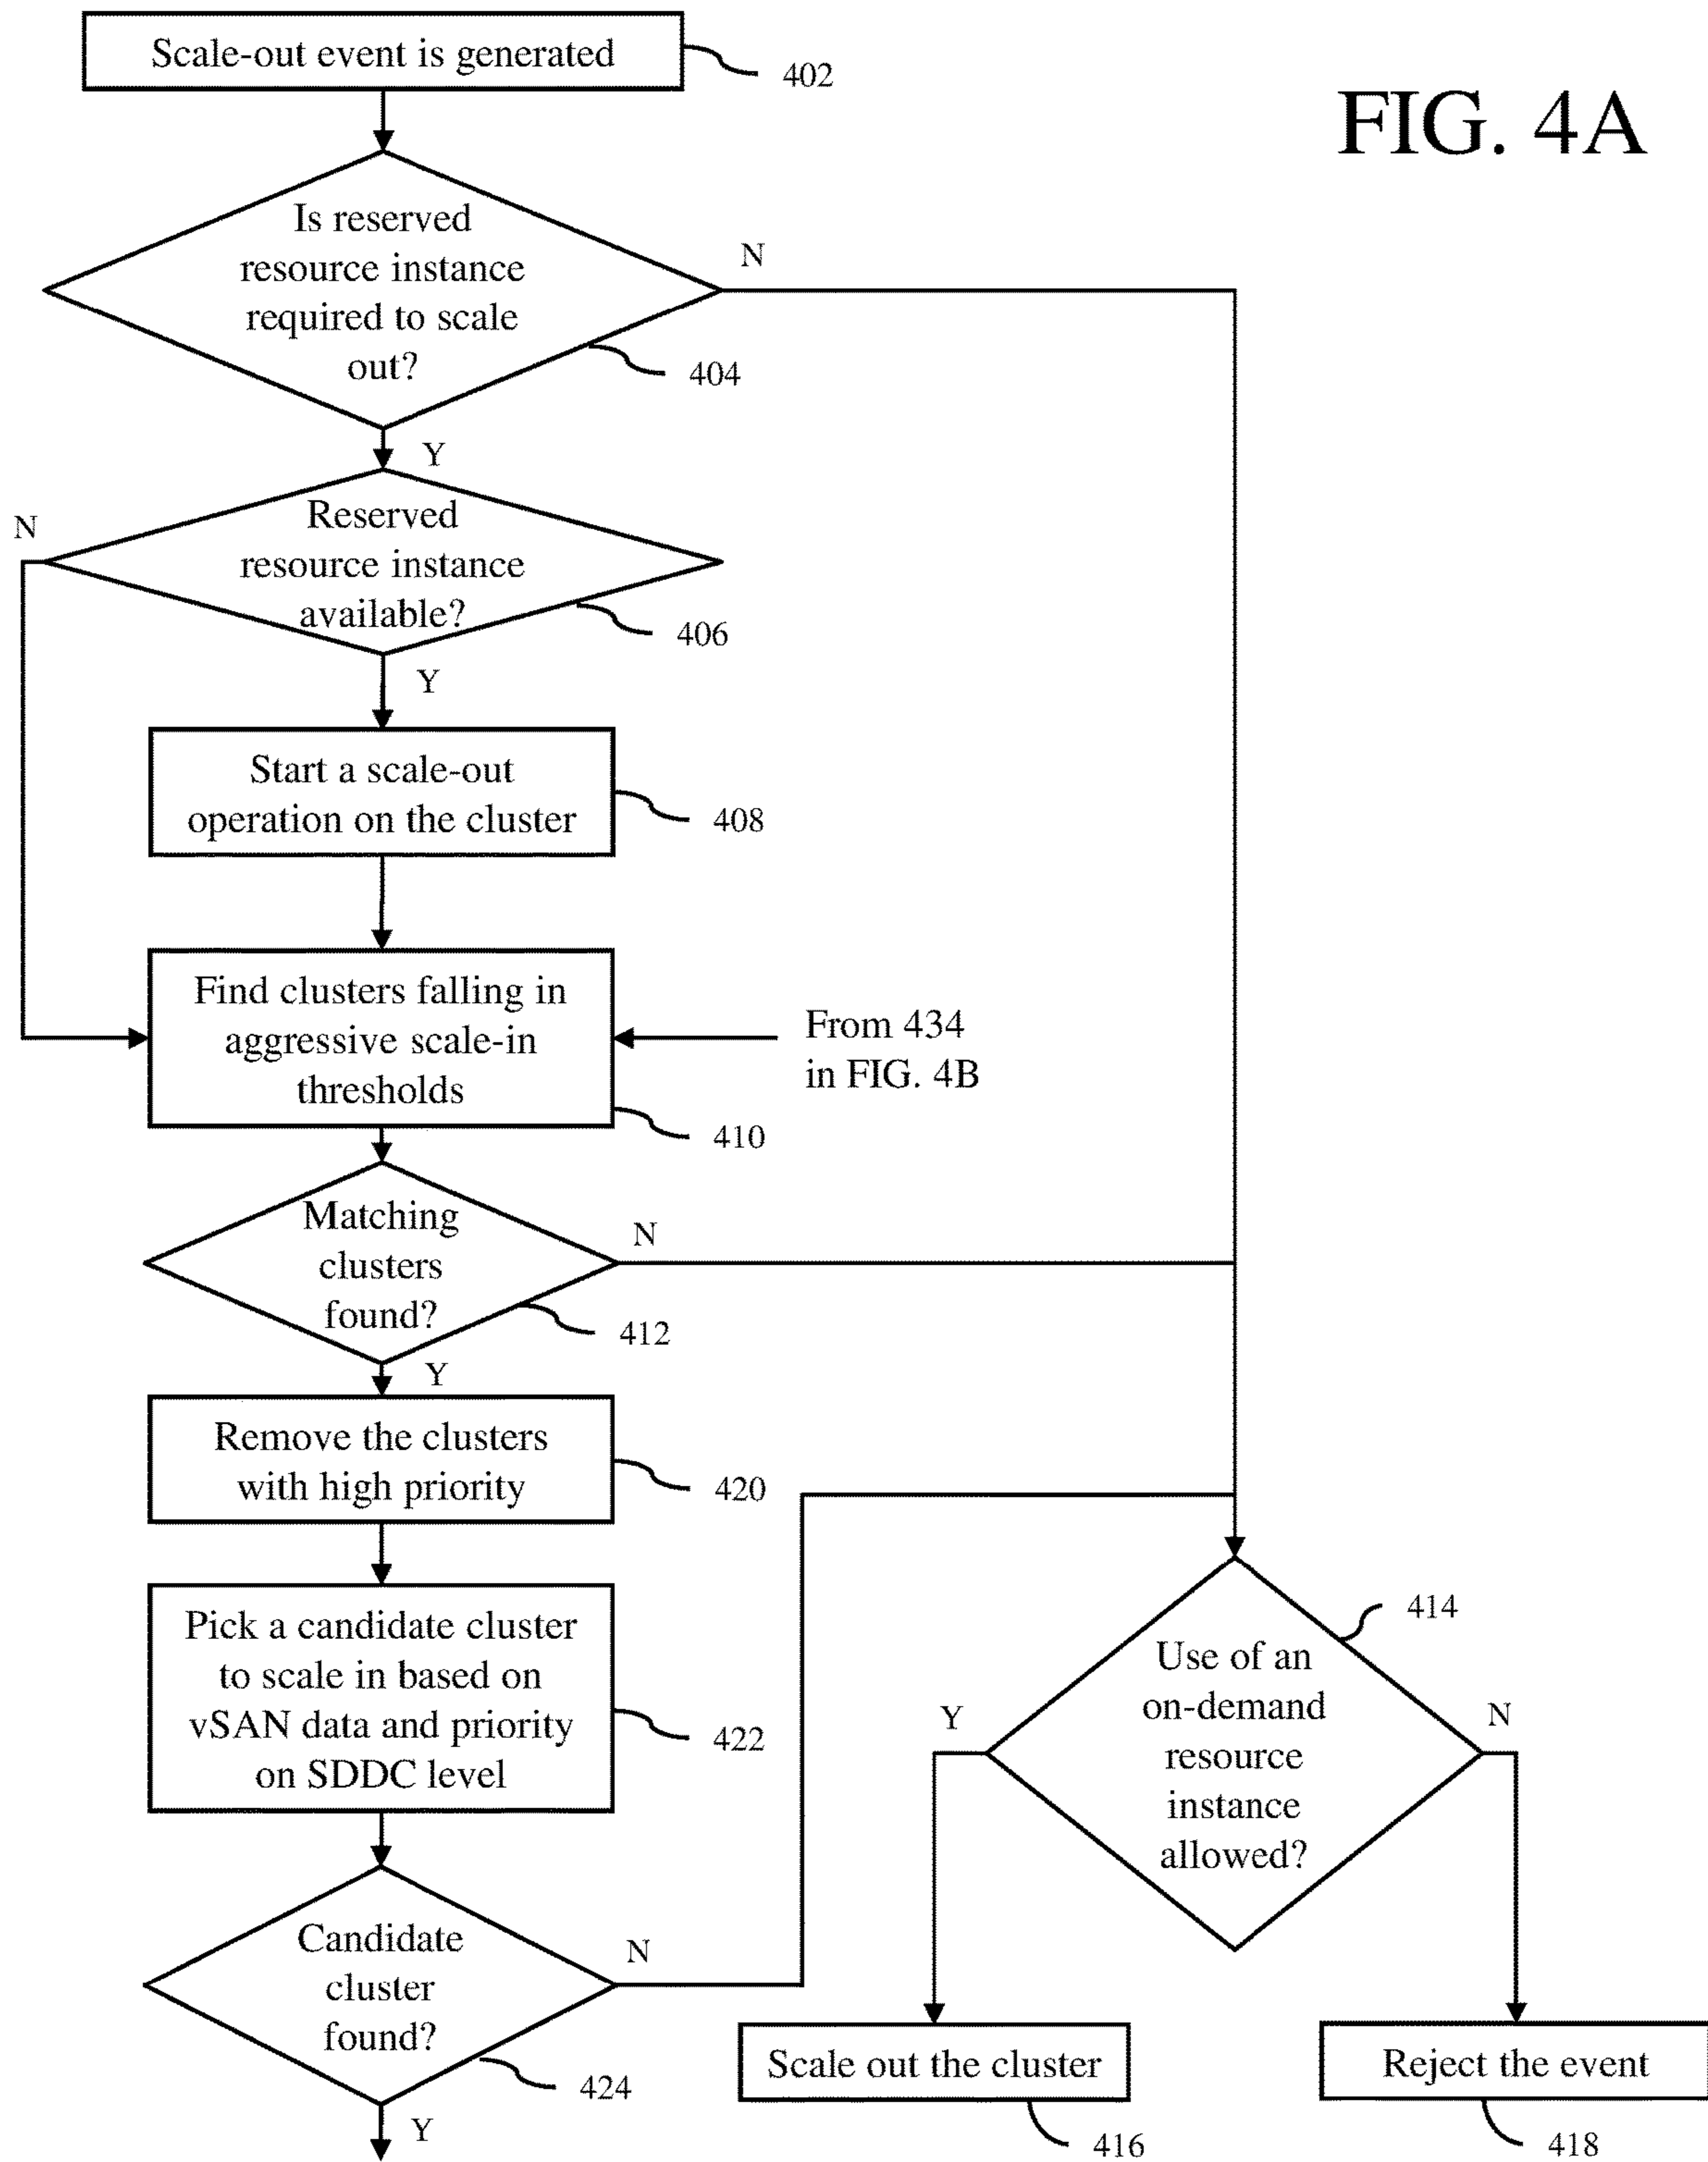 Scale-out event is generated
402
FIG. 4A
Is reserved
resource instance
required to scale
out?
N
404
Y
N
Reserved
resource instance
available?
406
Y
Start a scale-out
operation on the cluster
408
Find clusters falling in
aggressive scale-in
thresholds
From 434
in FIG. 4B
410
Matching
clusters
found?
N
412
Y
Remove the clusters
with high priority
420
Pick a candidate cluster
to scale in based on
vSAN data and priority
on SDDC level
422
414
Use of an
on-demand
resource
instance
allowed?
Y
N
Candidate
cluster
found?
N
424
Y
Scale out the cluster
416
Reject the event
418